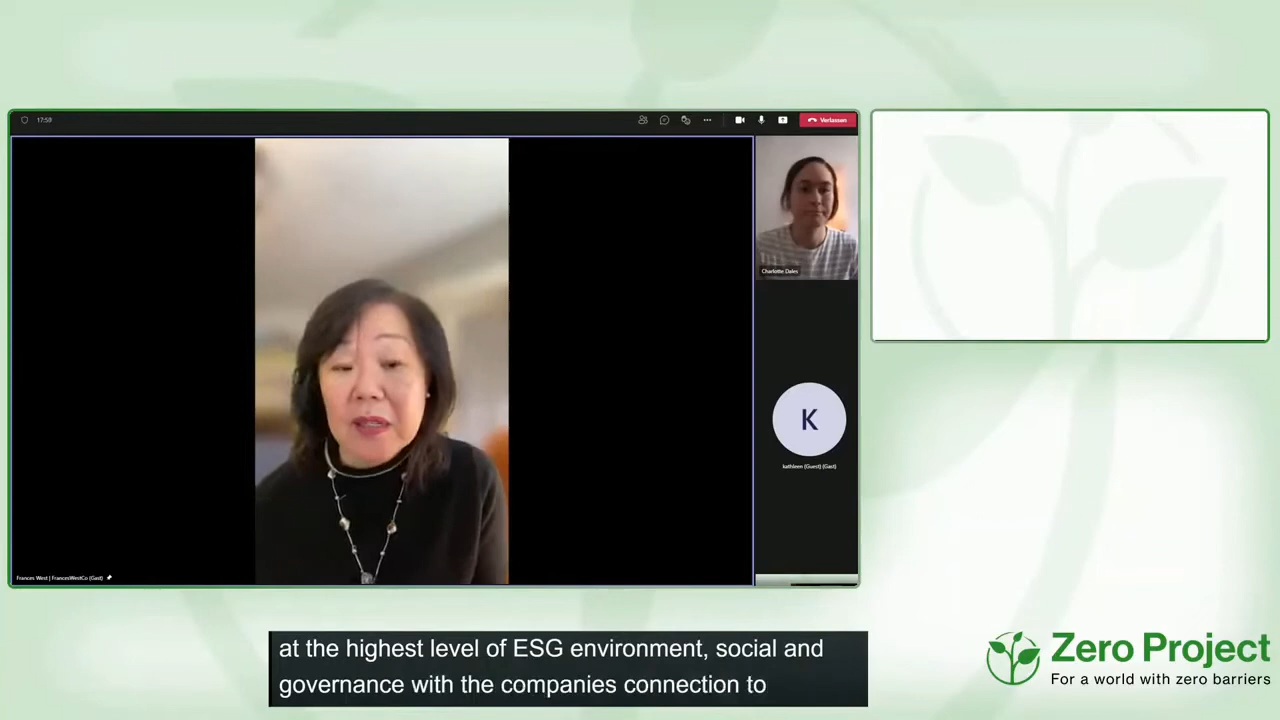 17:59
Verlassen
Charlotte Dales
K
kathleen (Guest) (Gast)
Frances West | FrancesWestCo (Gast)
at the highest level of ESG environment, social and
governance with the companies connection to
Zero Project
For a world with zero barriers